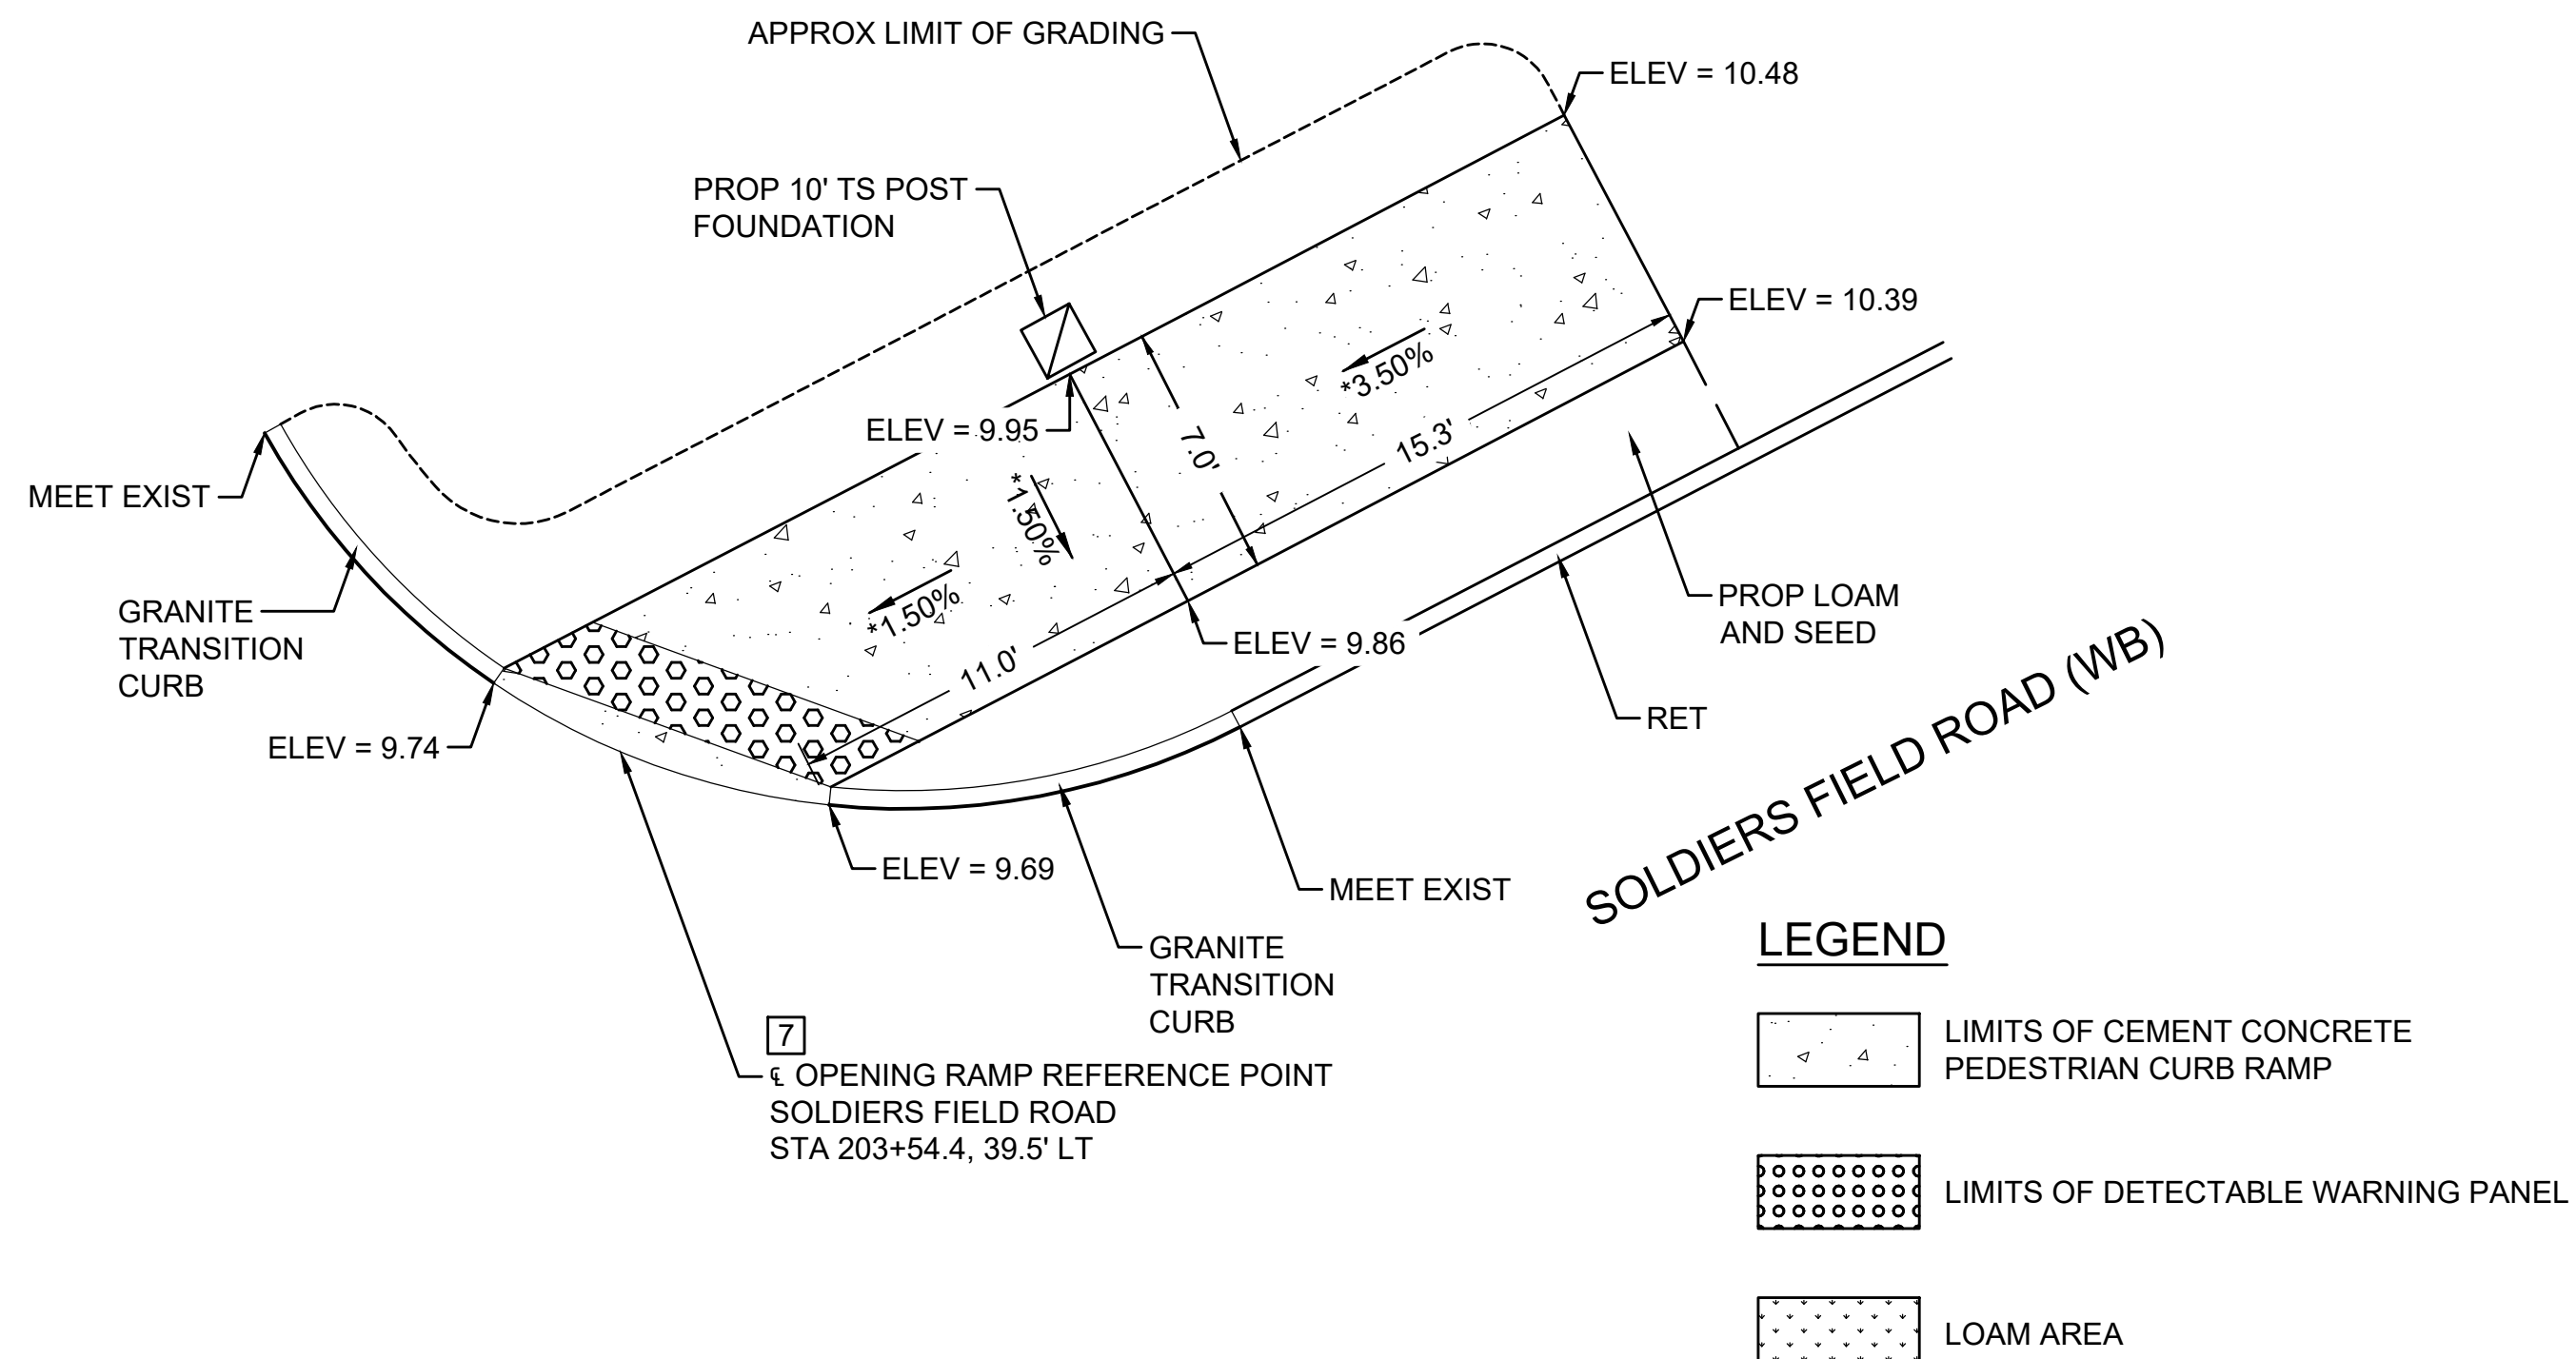 APPROX LIMIT OF GRADING
ELEV = 10.48
PROP 10' TS POST
FOUNDATION
ELEV = 10.39
*3.50%
ELEV = 9.95
7.0'
15.3'
MEET EXIST
*1.50%
*1.50%
GRANITE
TRANSITION
CURB
11.0'
ELEV = 9.86
PROP LOAM
AND SEED
RET
ELEV = 9.74
SOLDIERS FIELD ROAD (WB)
ELEV = 9.69
MEET EXIST
GRANITE
TRANSITION
CURB
7
℄ OPENING RAMP REFERENCE POINT
SOLDIERS FIELD ROAD
STA 203+54.4, 39.5' LT
LEGEND
LIMITS OF CEMENT CONCRETE
PEDESTRIAN CURB RAMP
LIMITS OF DETECTABLE WARNING PANEL
LOAM AREA